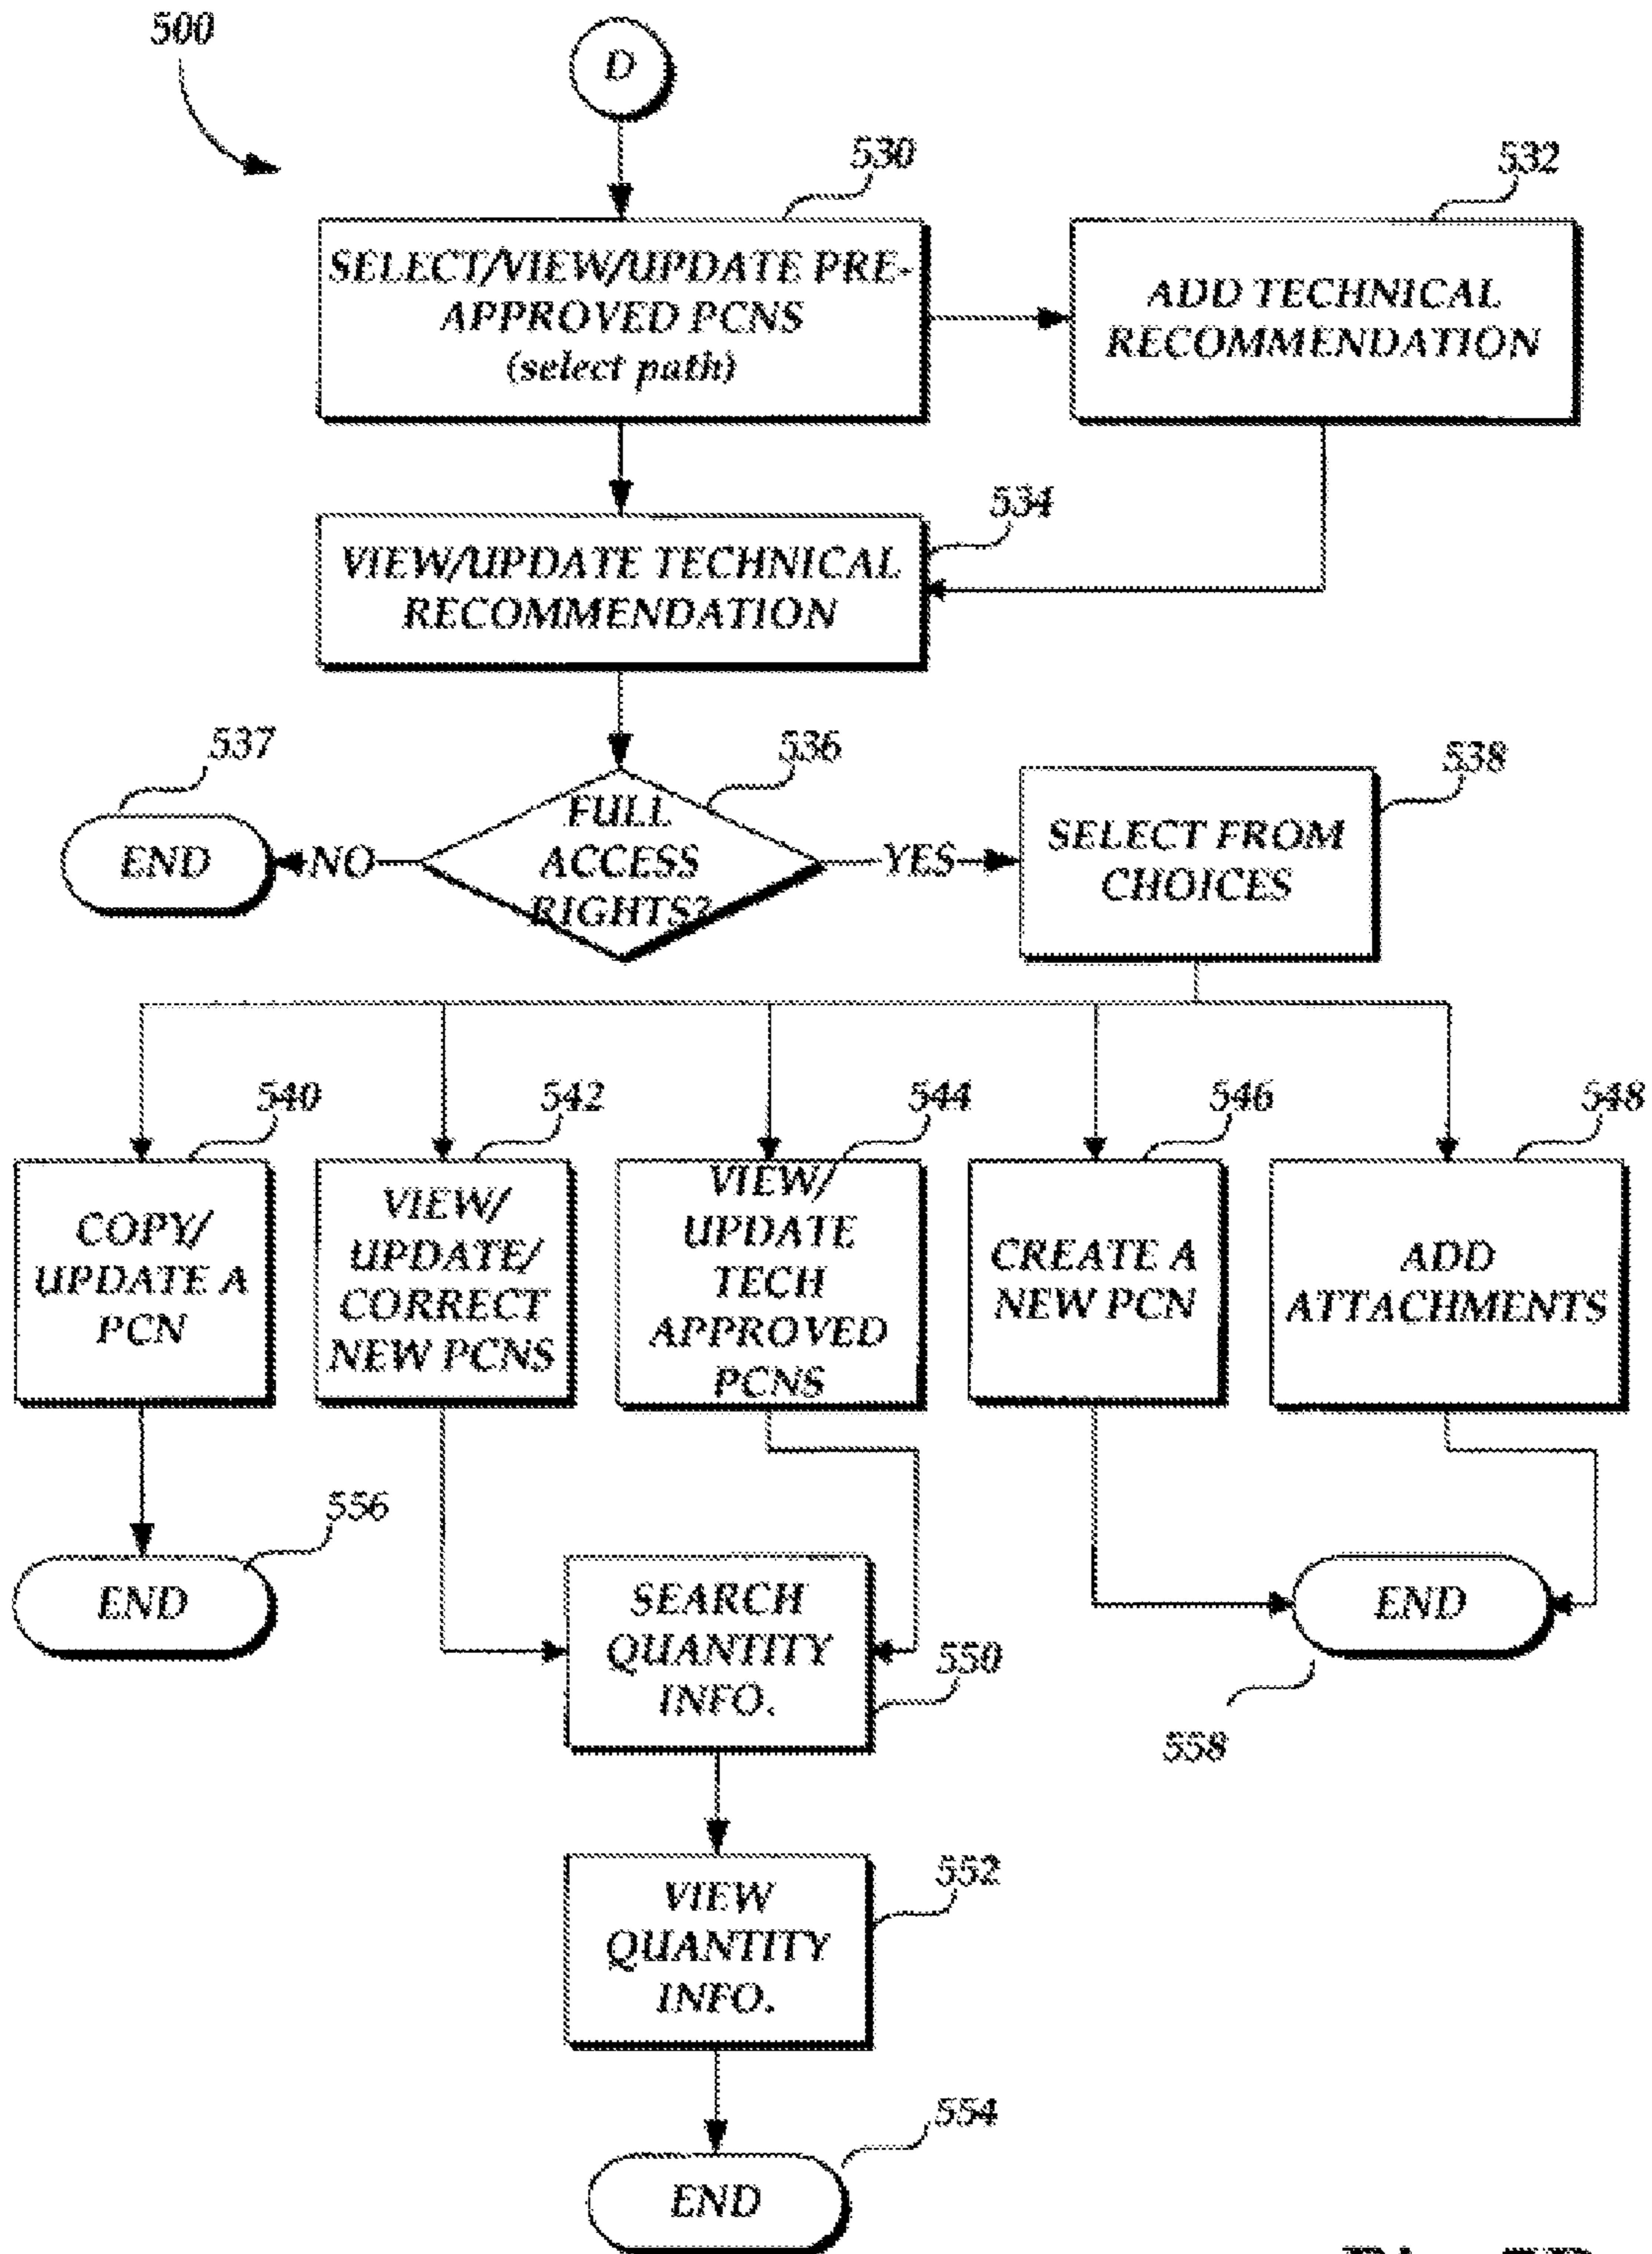 500
D
530
532
SELECT/VIEW/UPDATE PRE-
APPROVED PCNS
(select path)
ADD TECHNICAL
RECOMMENDATION
534
VIEW/UPDATE TECHNICAL
RECOMMENDATION
537
536
538
END
NO
FULL
ACCESS
RIGHTS?
YES
SELECT FROM
CHOICES
540
542
544
546
548
COPY/
UPDATE A
PCN
VIEW/
UPDATE/
CORRECT
NEW PCNS
VIEW/
UPDATE
TECH
APPROVED
PCNS
CREATE A
NEW PCN
ADD
ATTACHMENTS
556
END
SEARCH
QUANTITY
INFO.
550
END
558
552
VIEW
QUANTITY
INFO.
554
END